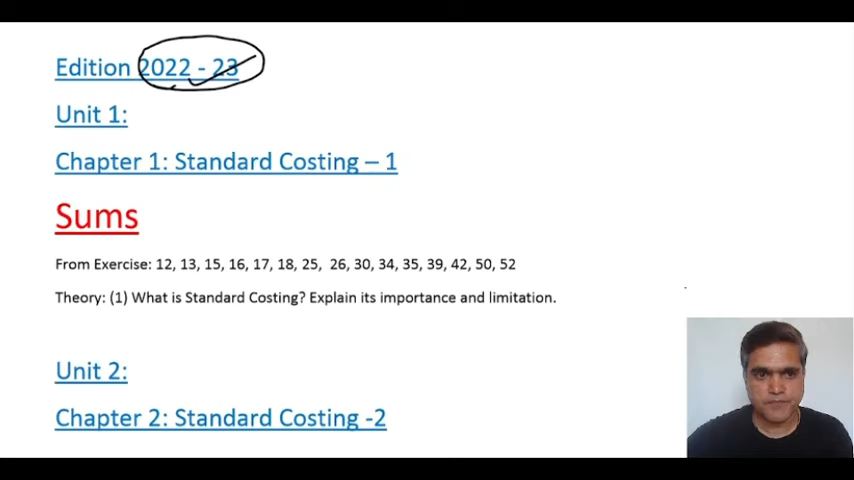 Edition 2022 - 23
Unit 1:
Chapter 1: Standard Costing – 1
Sums
From Exercise: 12, 13, 15, 16, 17, 18, 25, 26, 30, 34, 35, 39, 42, 50, 52
Theory: (1) What is Standard Costing? Explain its importance and limitation.
Unit 2:
Chapter 2: Standard Costing -2